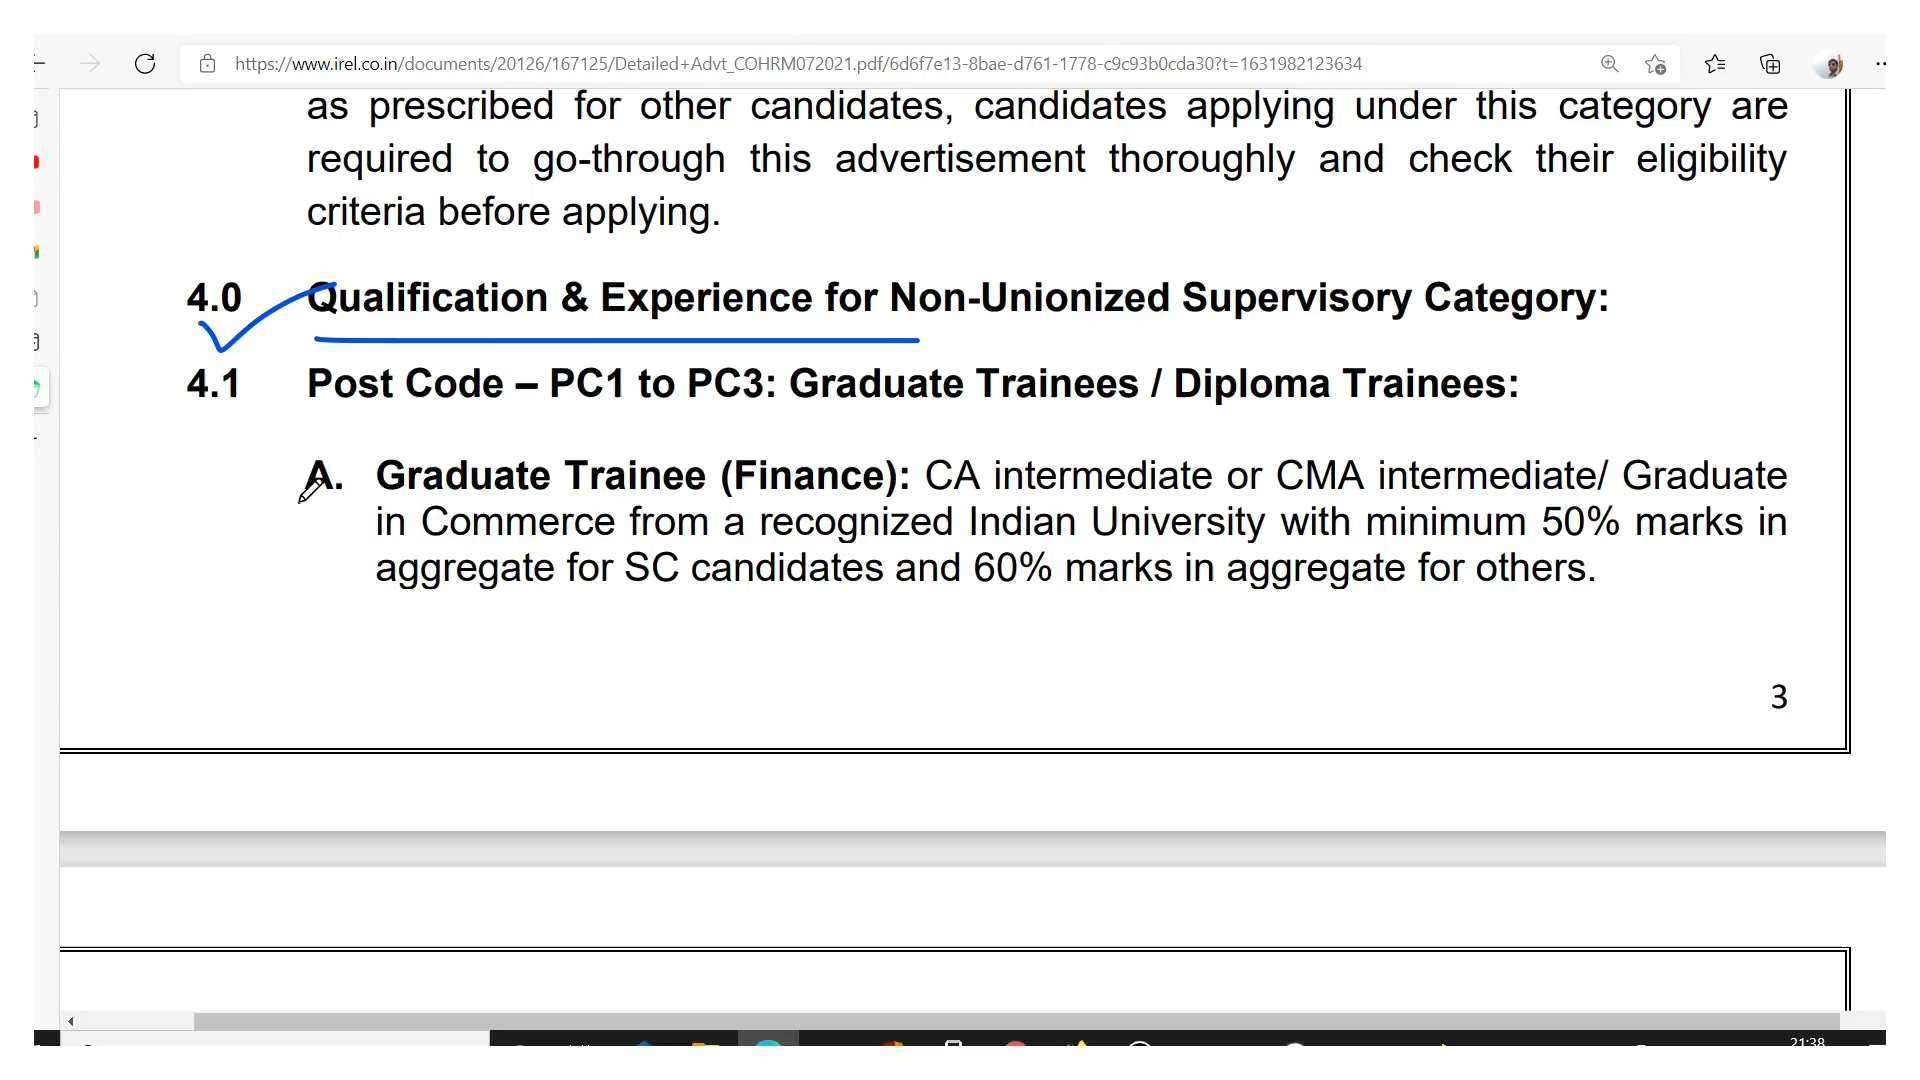 https://www.irel.co.in/documents/20126/167125/Detailed+Advt_COHRM072021.pdf/6d6f7e13-8bae-d761-1778-c9c93b0cda30?t=1631982123634
as prescribed for other candidates, candidates applying under this category are
required to go-through this advertisement thoroughly and check their eligibility
criteria before applying.
4.0 Qualification & Experience for Non-Unionized Supervisory Category:
4.1 Post Code – PC1 to PC3: Graduate Trainees / Diploma Trainees:
A. Graduate Trainee (Finance): CA intermediate or CMA intermediate/ Graduate
in Commerce from a recognized Indian University with minimum 50% marks in
aggregate for SC candidates and 60% marks in aggregate for others.
3
21:38